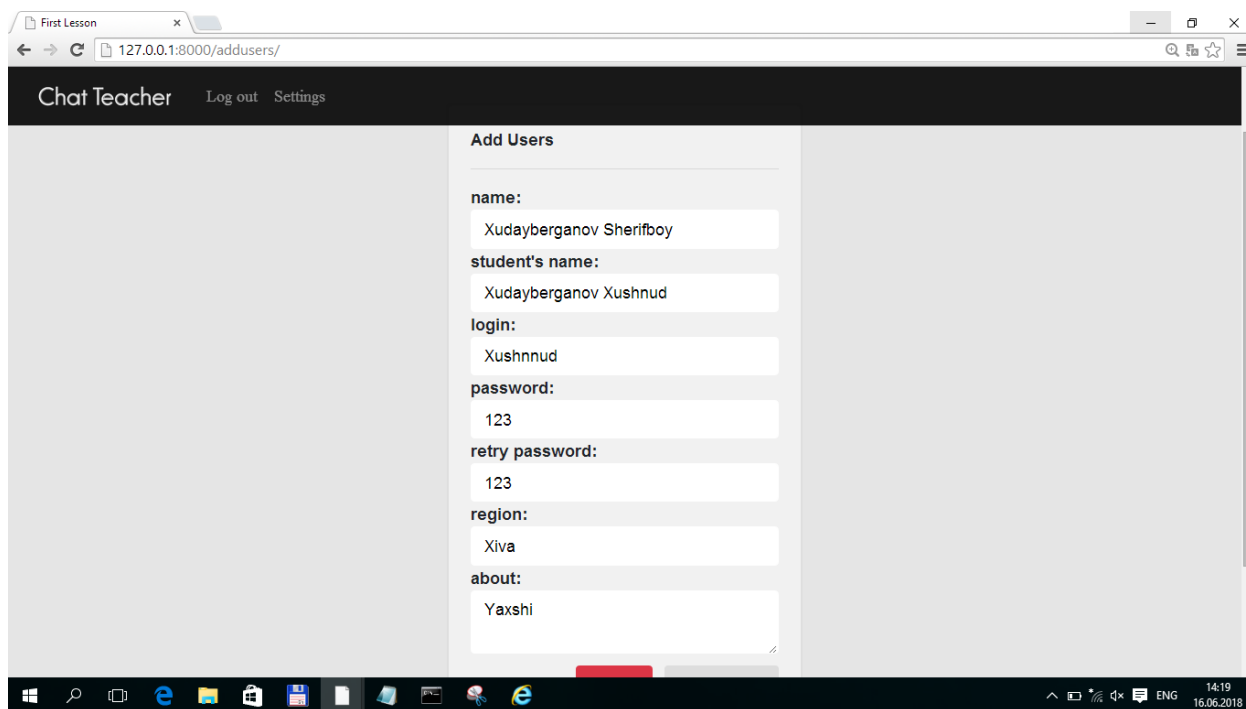 First Lesson
127.0.0.1:8000/addusers/
Chat Teacher Log out Settings
Add Users
name:
Xudayberganov Sherifboy
student's name:
Xudayberganov Xushnud
login:
Xushnnud
password:
123
retry password:
123
region:
Xiva
about:
Yaxshi
ENG
14:19
16.06.2018